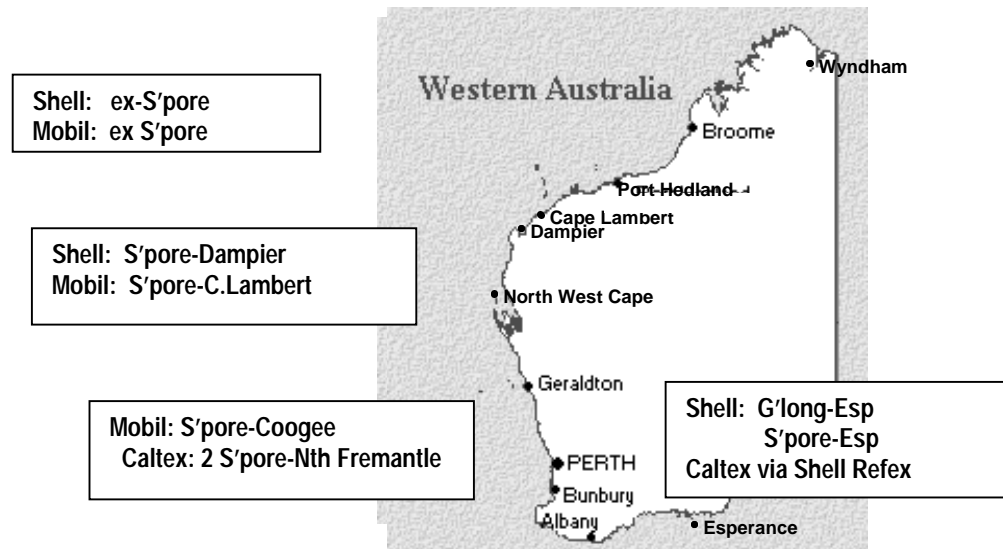 Western Australia
Wyndham
Shell: ex-S'pore
Mobil: ex S'pore
Broome
Port Hedland
Cape Lambert
Dampier
Shell: S'pore-Dampier
Mobil: S'pore-C.Lambert
North West Cape
Geraldton
Mobil: S'pore-Coogee
Caltex: 2 S'pore-Nth Fremantle
Shell: G'long-Esp
S'pore-Esp
Caltex via Shell Refex
PERTH
Bunbury
Albany
Esperance